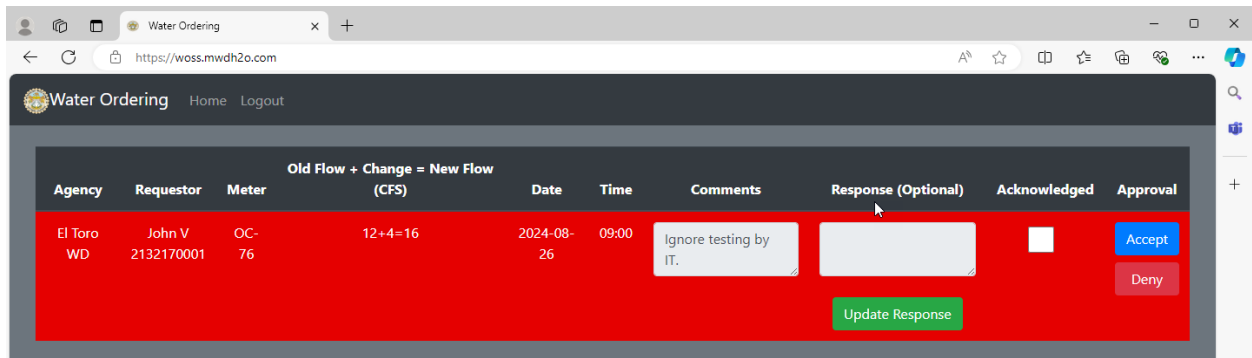 Water Ordering
https://woss.mwdh2o.com
Water Ordering Home Logout
Old Flow + Change = New Flow
Agency Requestor Meter (CFS) Date Time Comments Response (Optional) Acknowledged Approval
El Toro John V OC- 12+4=16 2024-08- 09:00 Ignore testing by Accept
WD 2132170001 76 26 IT.
Deny
Update Response